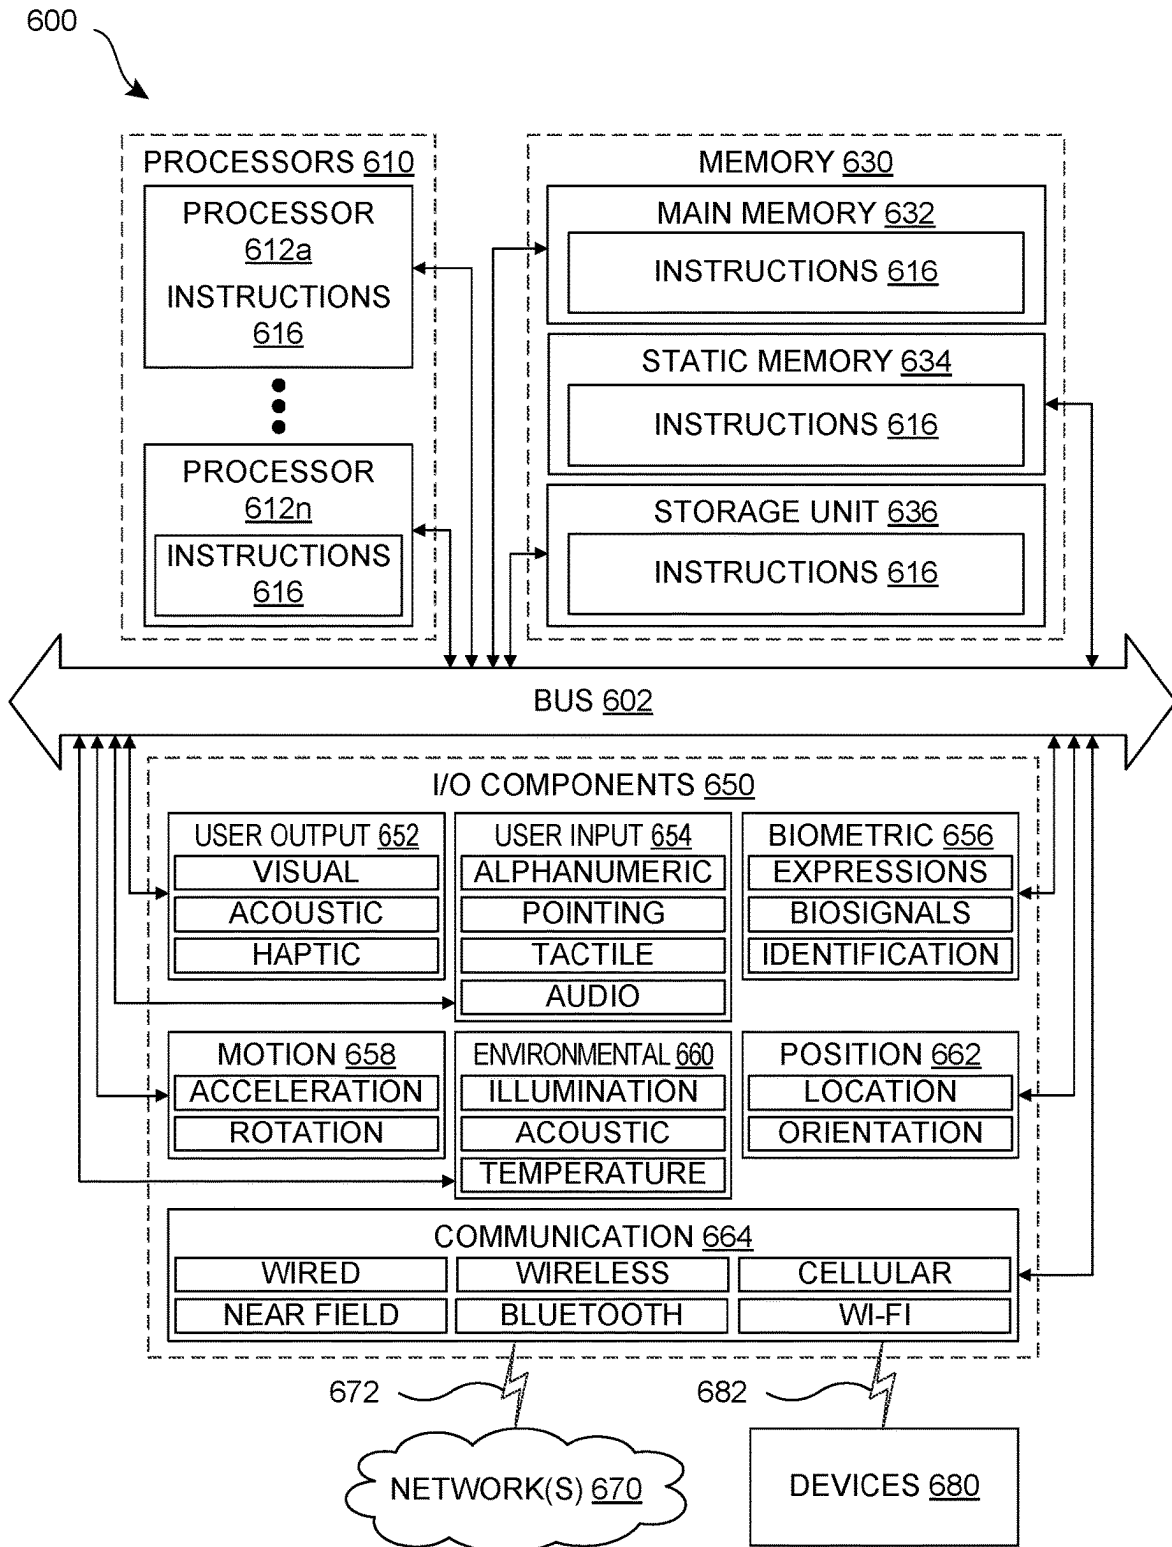 600
PROCESSORS 610
PROCESSOR
612a
INSTRUCTIONS
616
PROCESSOR
612n
INSTRUCTIONS
616
MEMORY 630
MAIN MEMORY 632
INSTRUCTIONS 616
STATIC MEMORY 634
INSTRUCTIONS 616
STORAGE UNIT 636
INSTRUCTIONS 616
BUS 602
I/O COMPONENTS 650
USER OUTPUT 652
VISUAL
ACOUSTIC
HAPTIC
USER INPUT 654
ALPHANUMERIC
POINTING
TACTILE
AUDIO
BIOMETRIC 656
EXPRESSIONS
BIOSIGNALS
IDENTIFICATION
MOTION 658
ACCELERATION
ROTATION
ENVIRONMENTAL 660
ILLUMINATION
ACOUSTIC
TEMPERATURE
POSITION 662
LOCATION
ORIENTATION
COMMUNICATION 664
WIRED
WIRELESS
CELLULAR
NEAR FIELD
BLUETOOTH
WI-FI
672
682
NETWORK(S) 670
DEVICES 680